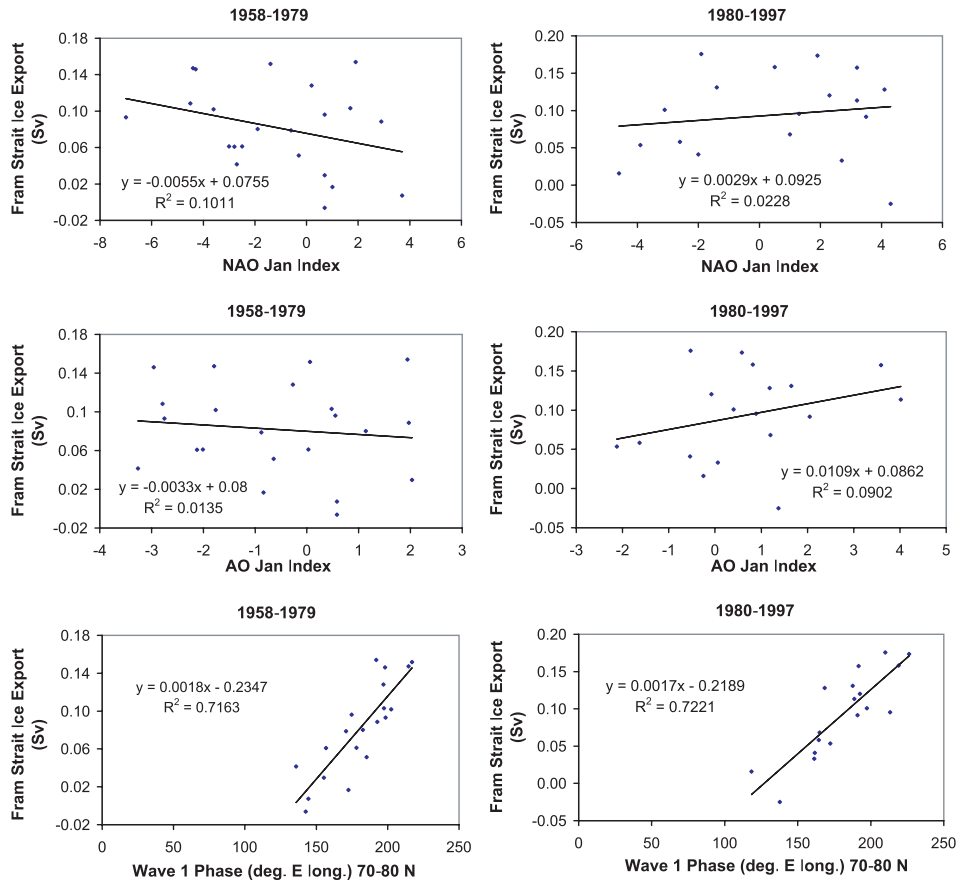 1958-1979
Fram Strait Ice Export
(Sv)
0.18
0.14
0.10
0.06
0.02
-0.02
y = -0.0055x + 0.0755
R² = 0.1011
-8 -6 -4 -2 0 2 4 6
NAO Jan Index
1980-1997
Fram Strait Ice Export
(Sv)
0.20
0.15
0.10
0.05
0.00
-0.05
y = 0.0029x + 0.0925
R² = 0.0228
-6 -4 -2 0 2 4 6
NAO Jan Index
1958-1979
Fram Strait Ice Export
(Sv)
0.18
0.14
0.1
0.06
0.02
-0.02
y = -0.0033x + 0.08
R² = 0.0135
-4 -3 -2 -1 0 1 2 3
AO Jan Index
1980-1997
Fram Strait Ice Export
(Sv)
0.20
0.15
0.10
0.05
0.00
-0.05
y = 0.0109x + 0.0862
R² = 0.0902
-3 -2 -1 0 1 2 3 4 5
AO Jan Index
1958-1979
Fram Strait Ice Export
(Sv)
0.18
0.14
0.10
0.06
0.02
-0.02
y = 0.0018x - 0.2347
R² = 0.7163
0 50 100 150 200 250
Wave 1 Phase (deg. E long.) 70-80 N
1980-1997
Fram Strait Ice Export
(Sv)
0.20
0.15
0.10
0.05
0.00
-0.05
y = 0.0017x - 0.2189
R² = 0.7221
0 50 100 150 200 250
Wave 1 Phase (deg. E long.) 70-80 N